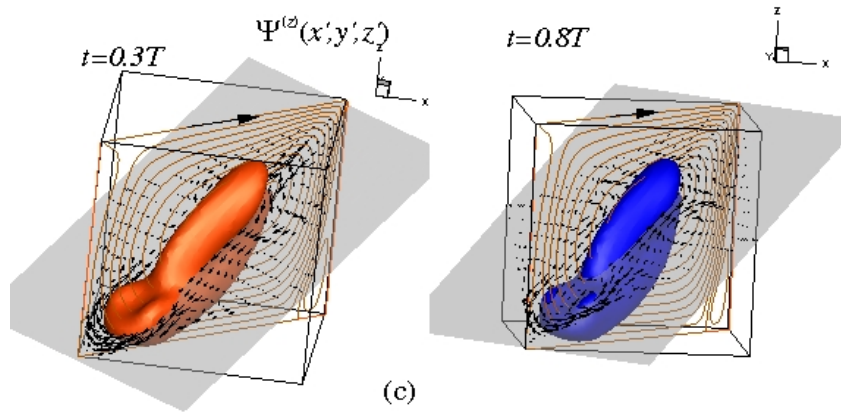 Ψ⁽ᶻ⁾(x′,y′,z′)
t=0.3T
t=0.8T
z
x
z
Y
x
(c)